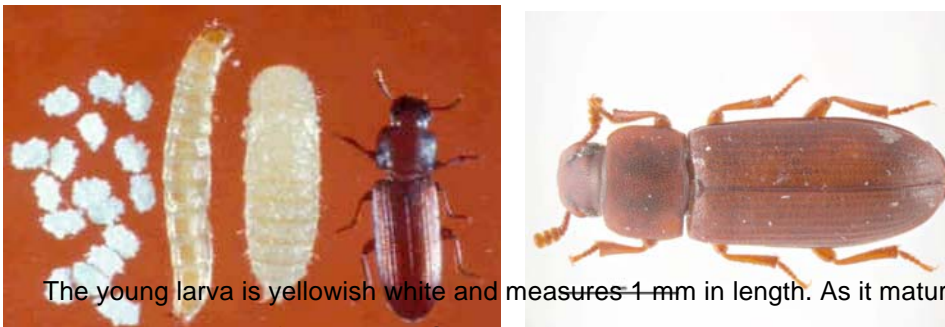 The young larva is yellowish white and measures 1 mm in length. As it matur